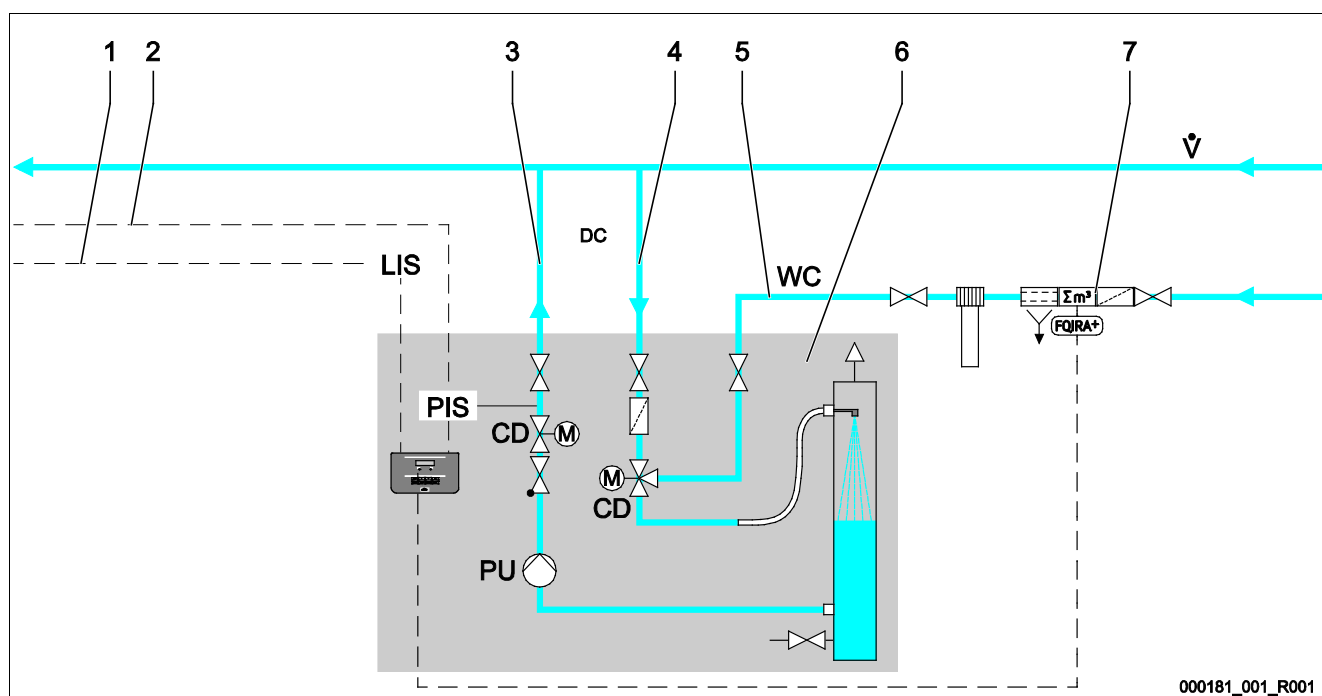 1 2 3 4 5 6 7
V̇
DC
LIS
WC
Σm³
FQIRA+
PIS
CD M
M
CD
PU
000181_001_R001